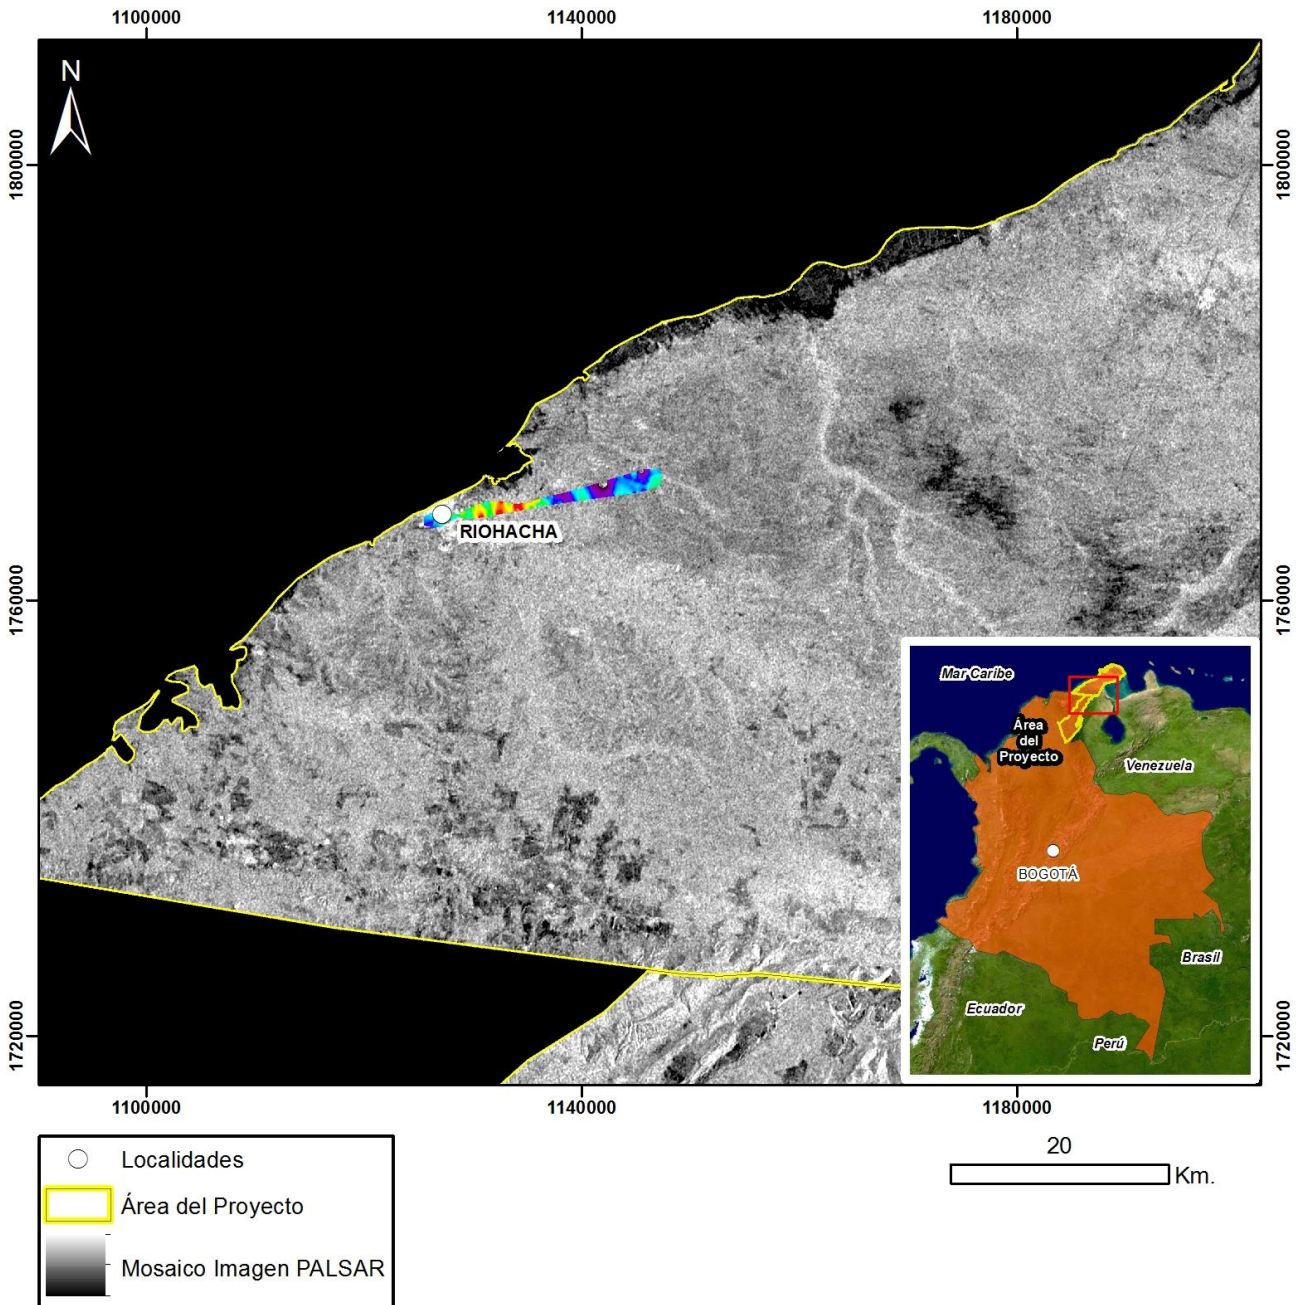 1100000
1140000
1180000
N
1800000
1800000
RIOHACHA
1760000
1760000
Mar Caribe
Área
del
Proyecto
Venezuela
BOGOTÁ
Brasil
Ecuador
Perú
1720000
1720000
1100000
1140000
1180000
Localidades
Área del Proyecto
Mosaico Imagen PALSAR
20
Km.